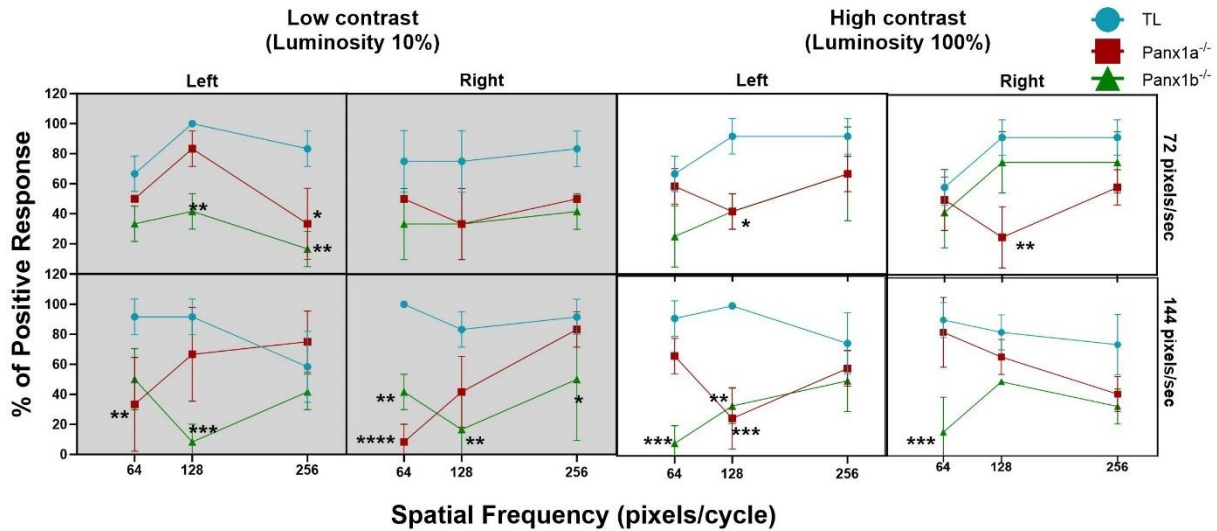 Low contrast
(Luminosity 10%)
High contrast
(Luminosity 100%)
TL
Panx1a-/-
Panx1b-/-
Left
Right
Left
Right
% of Positive Response
120
100
80
60
40
20
120
100
80
60
40
20
0
**
*
**
*
**
72 pixels/sec
**
***
**
****
**
*
***
**
***
***
144 pixels/sec
64
128
256
64
128
256
64
128
256
64
128
256
Spatial Frequency (pixels/cycle)